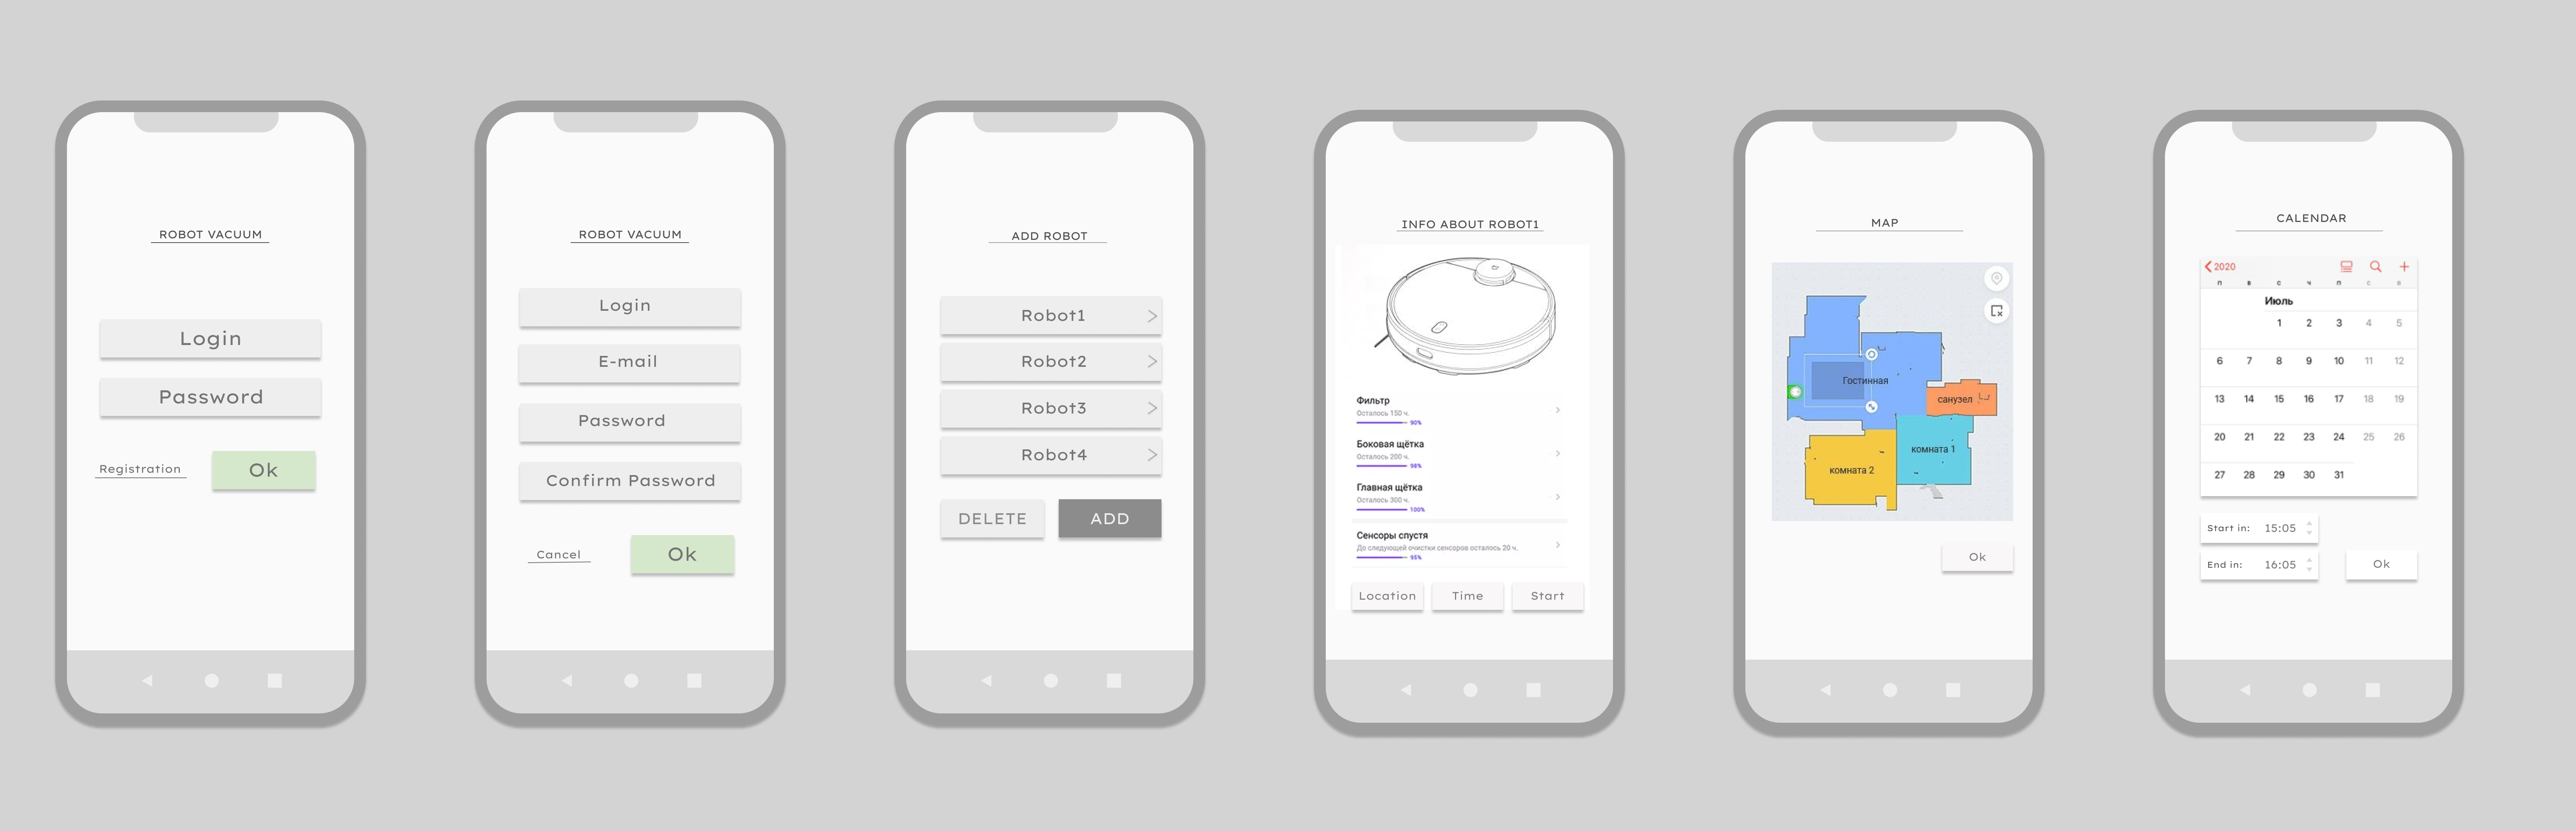 ROBOT VACUUM
Login
Password
Registration
Ok
ROBOT VACUUM
Login
E-mail
Password
Confirm Password
Cancel
Ok
ADD ROBOT
Robot1 >
Robot2 >
Robot3 >
Robot4 >
DELETE
ADD
INFO ABOUT ROBOT1
Фильтр
Осталось 150 ч.
90%
Боковая щётка
Осталось 200 ч.
98%
Главная щётка
Осталось 300 ч.
100%
Сенсоры спустя
До следующей очистки сенсоров осталось 20 ч.
95%
Location
Time
Start
MAP
Гостинная
санузел
комната 1
комната 2
Ok
CALENDAR
2020
п в с ч п с в
Июль
1 2 3 4 5
6 7 8 9 10 11 12
13 14 15 16 17 18 19
20 21 22 23 24 25 26
27 28 29 30 31
Start in: 15:05
End in: 16:05
Ok